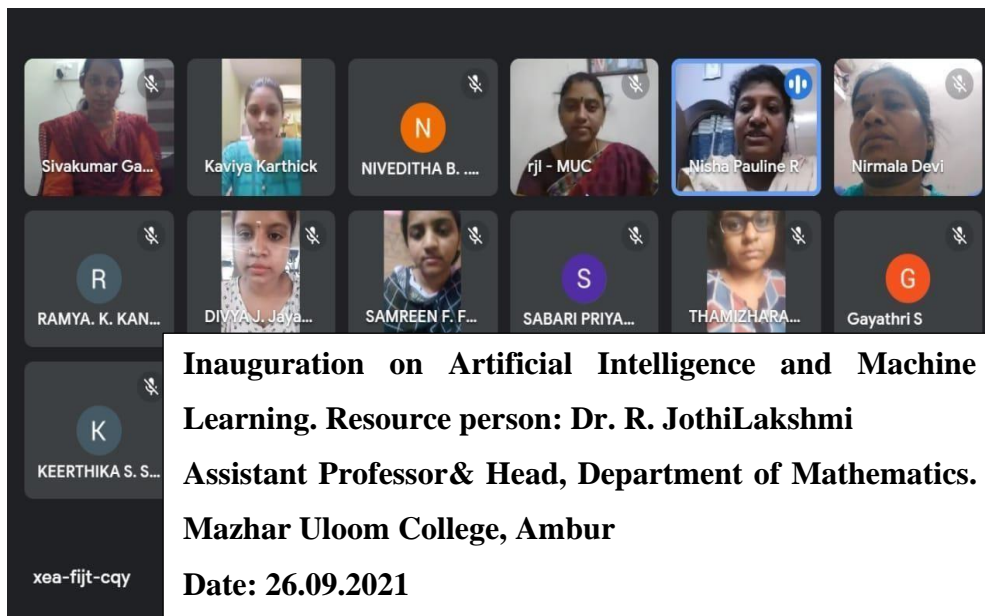 Sivakumar Ga...
Kaviya Karthick
N
NIVEDITHA B. ....
rjl - MUC
Nisha Pauline R
Nirmala Devi
R
RAMYA. K. KAN...
DIVYA J. Jaya...
SAMREEN F. F...
S
SABARI PRIYA...
THAMIZHARA...
G
Gayathri S
K
KEERTHIKA S. S...
Inauguration on Artificial Intelligence and Machine
Learning. Resource person: Dr. R. JothiLakshmi
Assistant Professor& Head, Department of Mathematics.
Mazhar Uloom College, Ambur
Date: 26.09.2021
xea-fijt-cqy